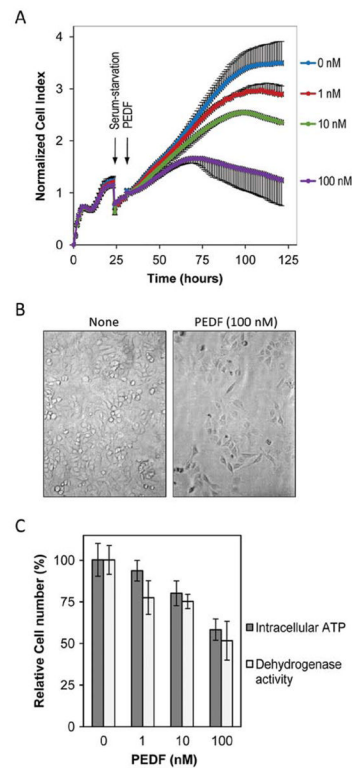 A
Normalized Cell Index
4
3
2
1
0
Serum-starvation
PEDF
0 nM
1 nM
10 nM
100 nM
0 25 50 75 100 125
Time (hours)
B
None PEDF (100 nM)
C
Relative Cell number (%)
100
75
50
25
0
Intracellular ATP
Dehydrogenase
activity
0 1 10 100
PEDF (nM)